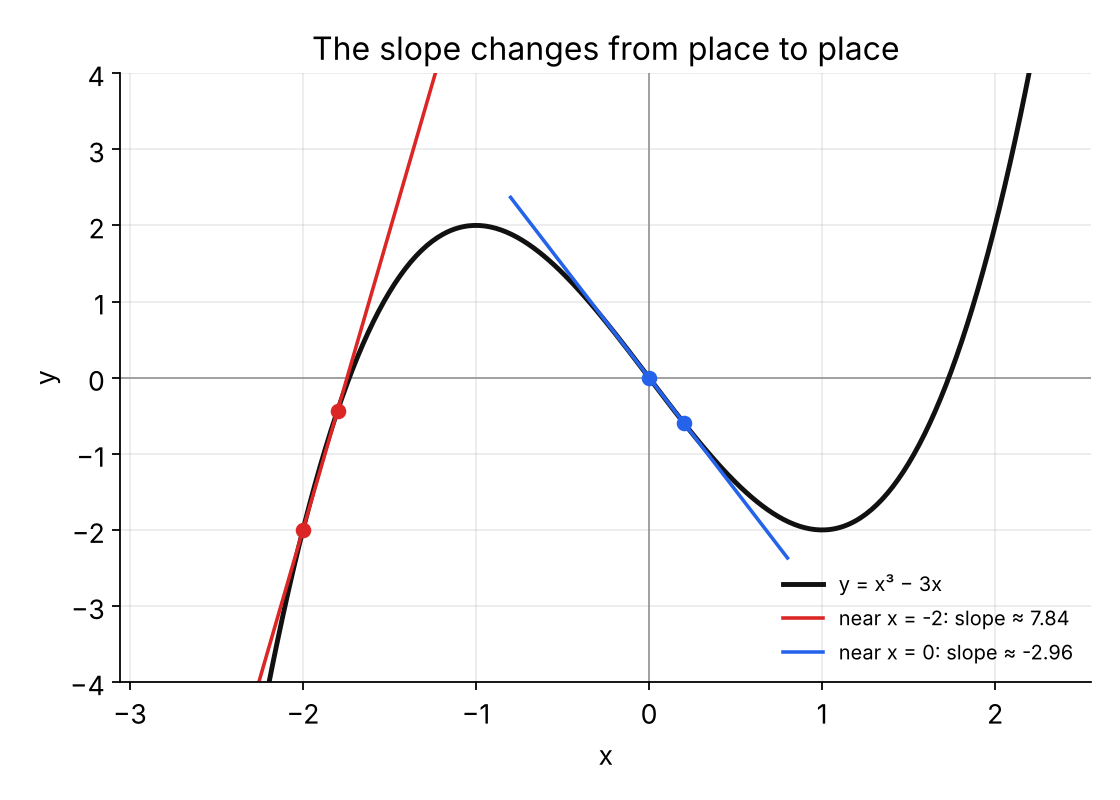 The slope changes from place to place
4
3
2
1
0
−1
−2
−3
−4
y
−3 −2 −1 0 1 2
x
y = x³ − 3x
near x = -2: slope ≈ 7.84
near x = 0: slope ≈ -2.96